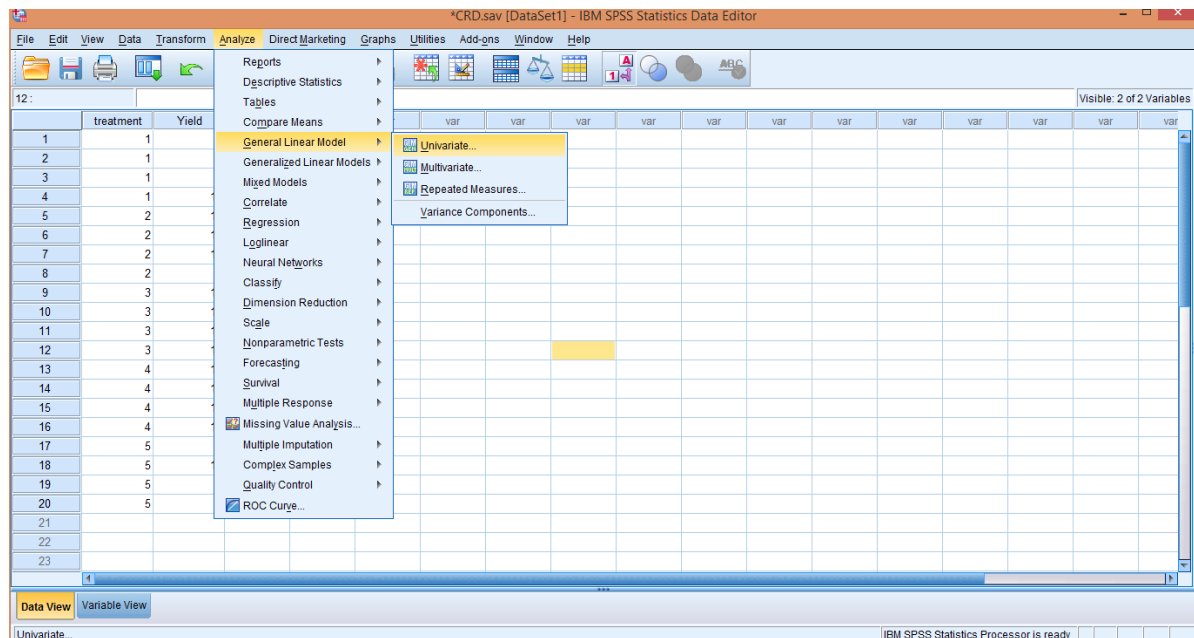 *CRD.sav [DataSet1] - IBM SPSS Statistics Data Editor
File Edit View Data Transform Analyze Direct Marketing Graphs Utilities Add-ons Window Help
12 :
Visible: 2 of 2 Variables
treatment Yield var var var var var var var var var var var var
1 1
2 1
3 1
4 1
5 2
6 2
7 2
8 2
9 3
10 3
11 3
12 3
13 4
14 4
15 4
16 4
17 5
18 5
19 5
20 5
21
22
23
Reports
Descriptive Statistics
Tables
Compare Means
General Linear Model
Generalized Linear Models
Mixed Models
Correlate
Regression
Loglinear
Neural Networks
Classify
Dimension Reduction
Scale
Nonparametric Tests
Forecasting
Survival
Multiple Response
Missing Value Analysis...
Multiple Imputation
Complex Samples
Quality Control
ROC Curve...
Univariate...
Multivariate...
Repeated Measures...
Variance Components...
Data View Variable View
Univariate... IBM SPSS Statistics Processor is ready